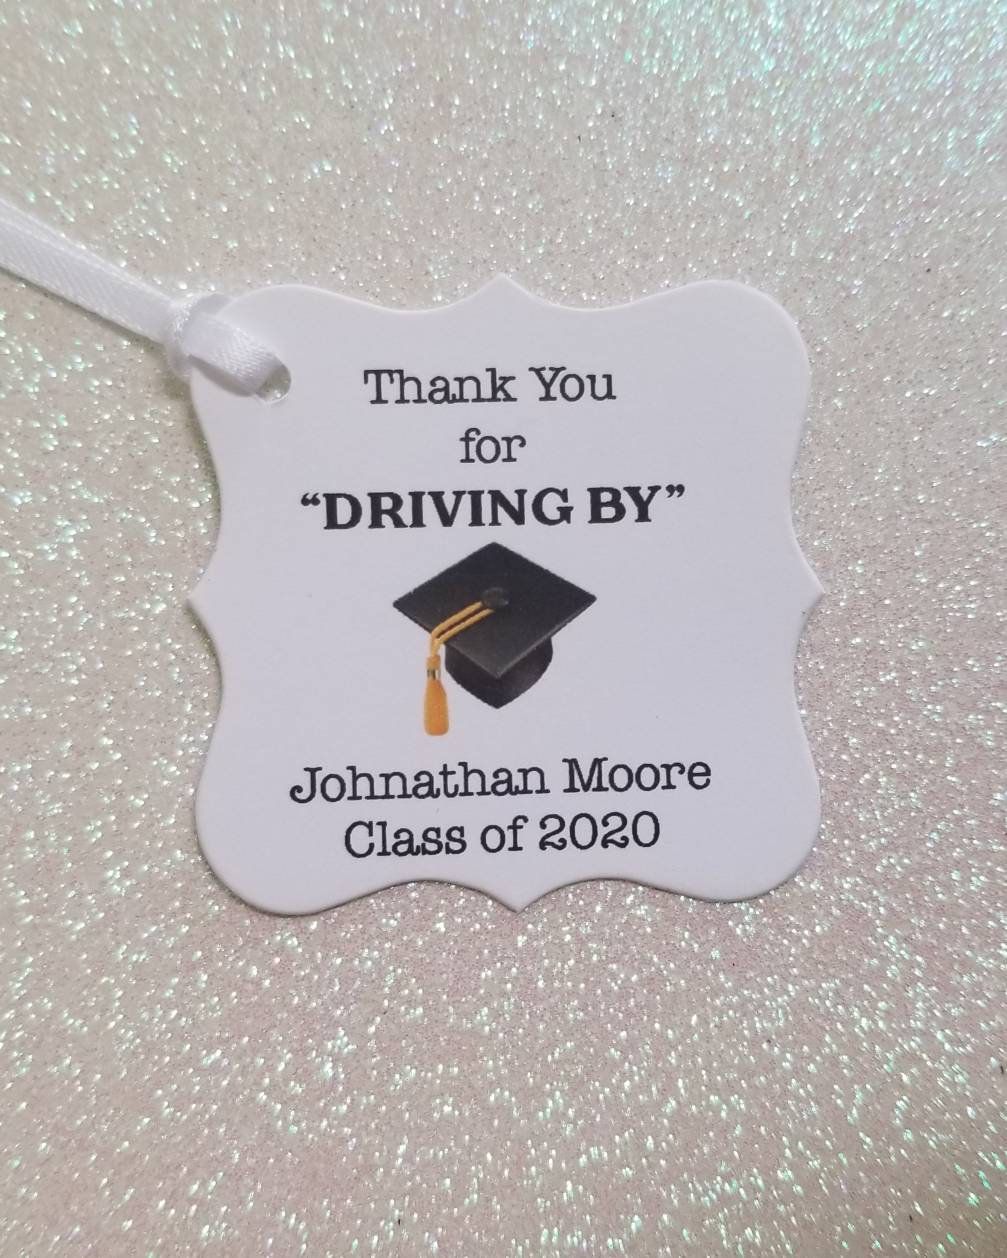 Thank You
for
“DRIVING BY”
Johnathan Moore
Class of 2020